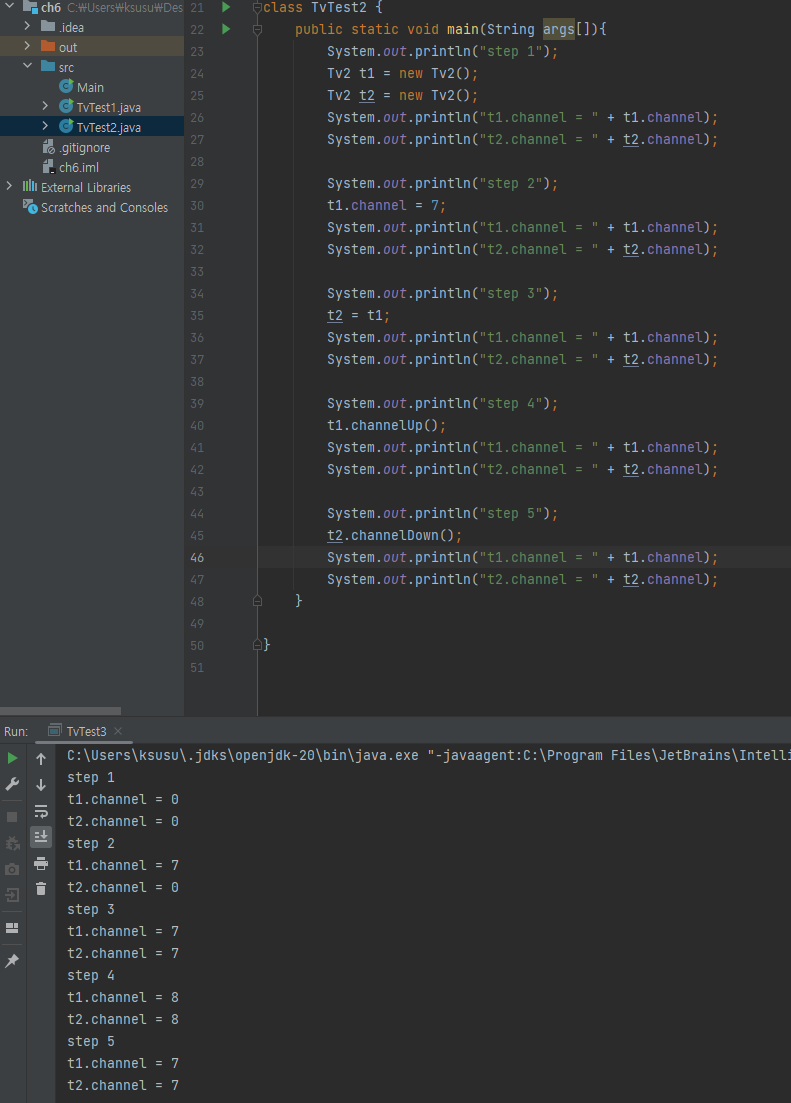 ch6 C:₩Users₩ksusu₩Des
.idea
out
src
Main
TvTest1.java
TvTest2.java
.gitignore
ch6.iml
External Libraries
Scratches and Consoles
21 class TvTest2 {
22 public static void main(String args[]){
23 System.out.println("step 1");
24 Tv2 t1 = new Tv2();
25 Tv2 t2 = new Tv2();
26 System.out.println("t1.channel = " + t1.channel);
27 System.out.println("t2.channel = " + t2.channel);
28
29 System.out.println("step 2");
30 t1.channel = 7;
31 System.out.println("t1.channel = " + t1.channel);
32 System.out.println("t2.channel = " + t2.channel);
33
34 System.out.println("step 3");
35 t2 = t1;
36 System.out.println("t1.channel = " + t1.channel);
37 System.out.println("t2.channel = " + t2.channel);
38
39 System.out.println("step 4");
40 t1.channelUp();
41 System.out.println("t1.channel = " + t1.channel);
42 System.out.println("t2.channel = " + t2.channel);
43
44 System.out.println("step 5");
45 t2.channelDown();
46 System.out.println("t1.channel = " + t1.channel);
47 System.out.println("t2.channel = " + t2.channel);
48 }
49
50 }
51
Run: TvTest3
C:\Users\ksusu\.jdks\openjdk-20\bin\java.exe "-javaagent:C:\Program Files\JetBrains\Intelli
step 1
t1.channel = 0
t2.channel = 0
step 2
t1.channel = 7
t2.channel = 0
step 3
t1.channel = 7
t2.channel = 7
step 4
t1.channel = 8
t2.channel = 8
step 5
t1.channel = 7
t2.channel = 7